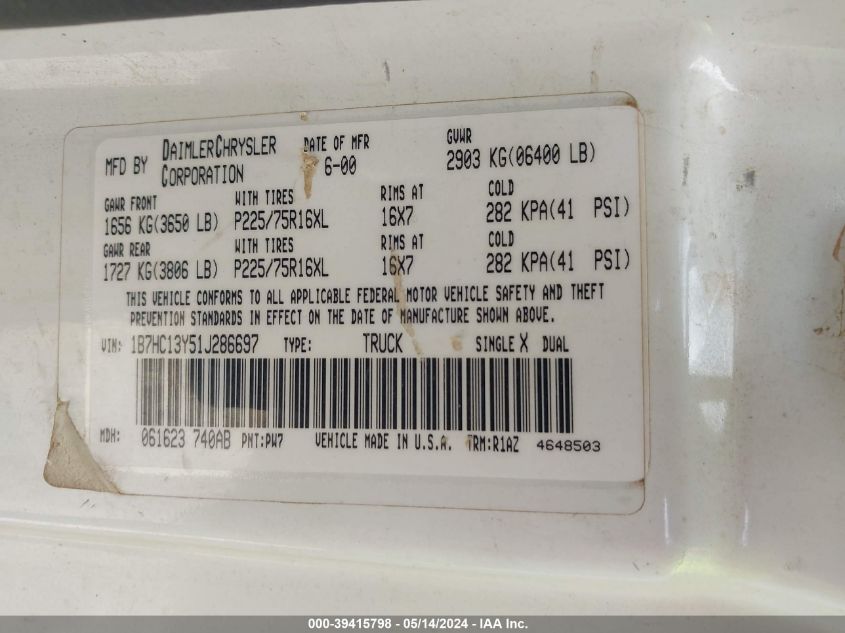 MFD BY DAIMLERCHRYSLER CORPORATION DATE OF MFR 6-00 GVWR 2903 KG(06400 LB)
GAWR FRONT WITH TIRES RIMS AT COLD
1656 KG(3650 LB) P225/75R16XL 16X7 282 KPA(41 PSI)
GAWR REAR WITH TIRES RIMS AT COLD
1727 KG(3806 LB) P225/75R16XL 16X7 282 KPA(41 PSI)
THIS VEHICLE CONFORMS TO ALL APPLICABLE FEDERAL MOTOR VEHICLE SAFETY AND THEFT
PREVENTION STANDARDS IN EFFECT ON THE DATE OF MANUFACTURE SHOWN ABOVE.
VIN: 1B7HC13Y51J286697 TYPE: TRUCK SINGLE X DUAL
MDH: 061623 740AB PNT:PW7 VEHICLE MADE IN U.S.A. TRM:R1AZ 4648503
000-39415798 - 05/14/2024 - IAA Inc.